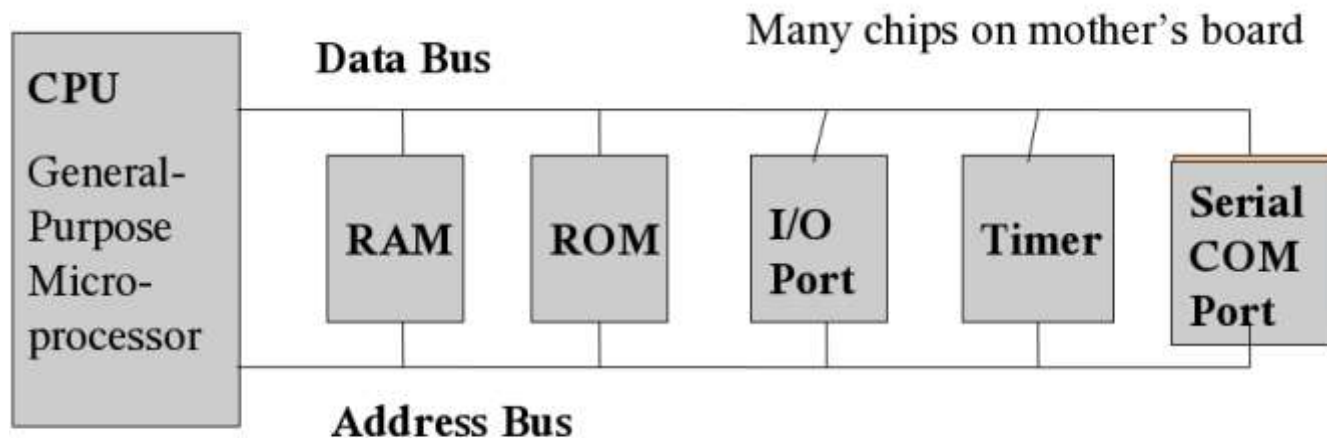 Many chips on mother's board
Data Bus
CPU
General-
Purpose
Micro-
processor
RAM
ROM
I/O
Port
Timer
Serial
COM
Port
Address Bus